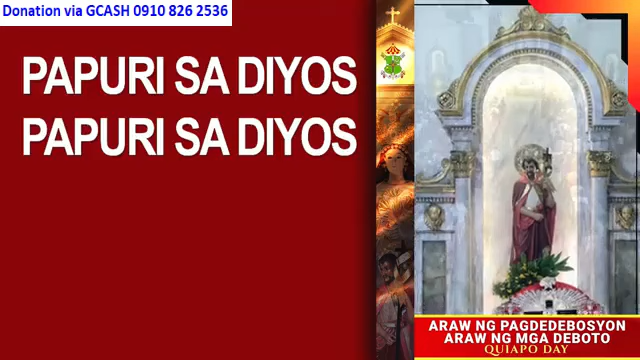 Donation via GCASH 0910 826 2536
PAPURI SA DIYOS
PAPURI SA DIYOS
ARAW NG PAGDEDEBOSYON
ARAW NG MGA DEBOTO
QUIAPO DAY